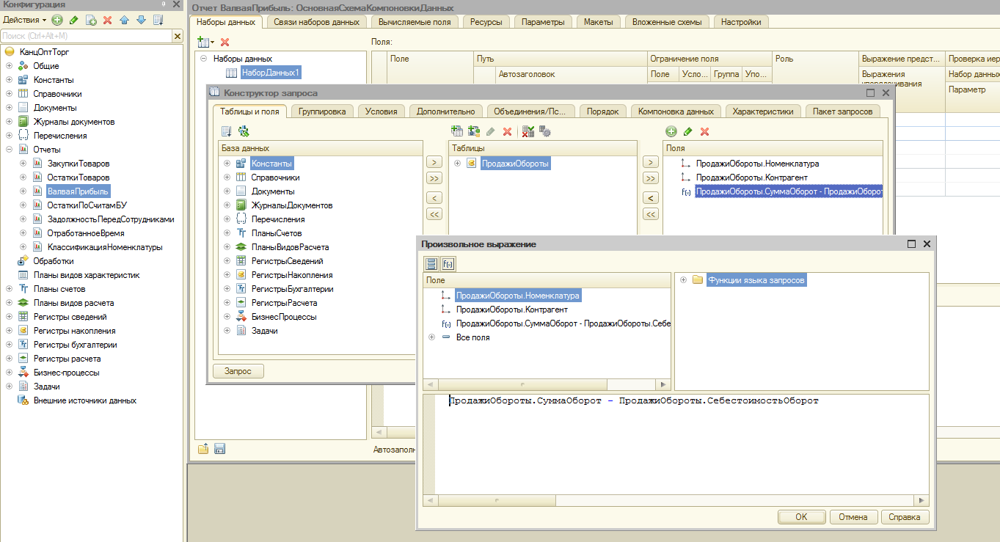 Конфигурация
Действия
Поиск (Ctrl+Alt+M)
КанцОптТорг
Общие
Константы
Справочники
Документы
Журналы документов
Перечисления
Отчеты
ЗакупкиТоваров
ОстаткиТоваров
ВалваяПрибыль
ОстаткиПоСчитамБУ
ЗадолжностьПередСотрудниками
ОтработанноеВремя
КлассификацияНоменклатуры
Обработки
Планы видов характеристик
Планы счетов
Планы видов расчета
Регистры сведений
Регистры накопления
Регистры бухгалтерии
Регистры расчета
Бизнес-процессы
Задачи
Внешние источники данных
Отчет ВалваяПрибыль: ОсновнаяСхемаКомпоновкиДанных
Наборы данных Связи наборов данных Вычисляемые поля Ресурсы Параметры Макеты Вложенные схемы Настройки
Поля:
Наборы данных
НаборДанных1
Поле Путь Ограничение поля Роль Выражение предст... Проверка иер
Автозаголовок Поле Усло... Группа Упо... Выражения упорядочивания Набор данных
Параметр
Автозаполн
Конструктор запроса
Таблицы и поля Группировка Условия Дополнительно Объединения/Пс... Порядок Компоновка данных Характеристики Пакет запросов
База данных
Константы
Справочники
Документы
ЖурналыДокументов
Перечисления
ПланыСчетов
ПланыВидовРасчета
РегистрыСведений
РегистрыНакопления
РегистрыБухгалтерии
РегистрыРасчета
БизнесПроцессы
Задачи
Запрос
Таблицы
ПродажиОбороты
Поля
ПродажиОбороты.Номенклатура
ПродажиОбороты.Контрагент
ПродажиОбороты.СуммаОборот - ПродажиОборот
Произвольное выражение
Поле
ПродажиОбороты.Номенклатура
ПродажиОбороты.Контрагент
ПродажиОбороты.СуммаОборот - ПродажиОбороты.Себе
Все поля
Функции языка запросов
ПродажиОбороты.СуммаОборот - ПродажиОбороты.СебестоимостьОборот
OK Отмена Справка